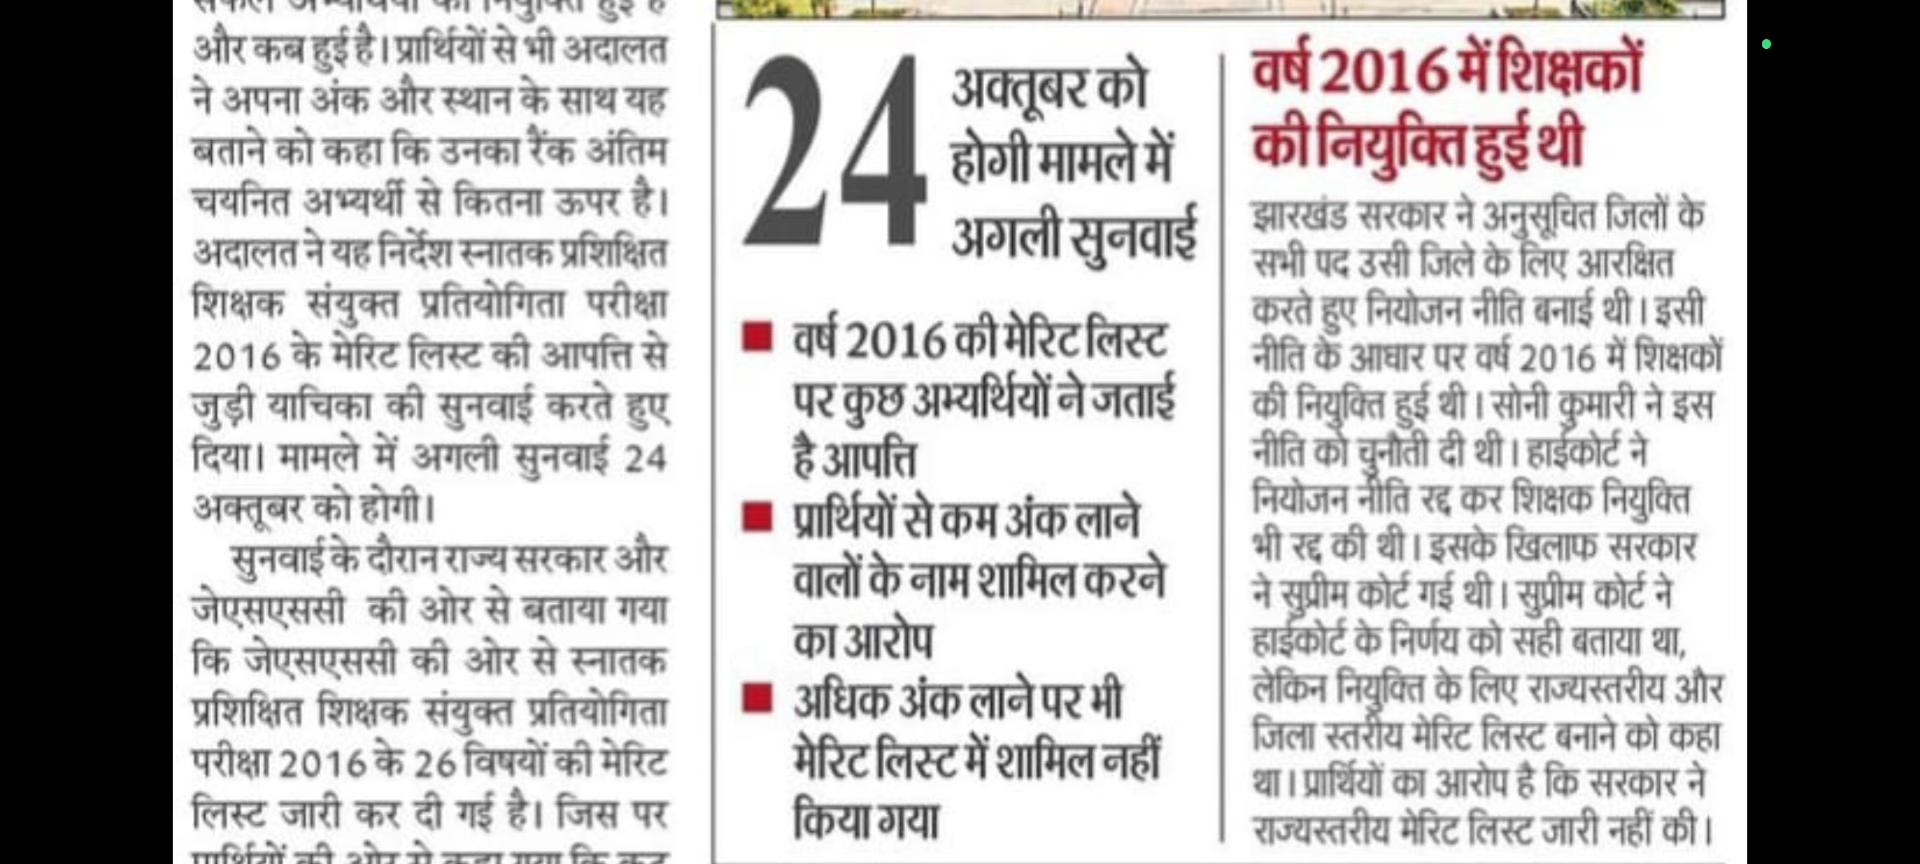 सफल अभ्यर्थियों की नियुक्ति हुई है
और कब हुई है। प्रार्थियों से भी अदालत
ने अपना अंक और स्थान के साथ यह
बताने को कहा कि उनका रैंक अंतिम
चयनित अभ्यर्थी से कितना ऊपर है।
अदालत ने यह निर्देश स्नातक प्रशिक्षित
शिक्षक संयुक्त प्रतियोगिता परीक्षा
2016 के मेरिट लिस्ट की आपत्ति से
जुड़ी याचिका की सुनवाई करते हुए
दिया। मामले में अगली सुनवाई 24
अक्तूबर को होगी।
सुनवाई के दौरान राज्य सरकार और
जेएसएससी की ओर से बताया गया
कि जेएसएससी की ओर से स्नातक
प्रशिक्षित शिक्षक संयुक्त प्रतियोगिता
परीक्षा 2016 के 26 विषयों की मेरिट
लिस्ट जारी कर दी गई है। जिस पर
प्रार्थियों की ओर से कहा गया कि
24
अक्तूबर को
होगी मामले में
अगली सुनवाई
वर्ष 2016 की मेरिट लिस्ट
पर कुछ अभ्यर्थियों ने जताई
है आपत्ति
प्रार्थियों से कम अंक लाने
वालों के नाम शामिल करने
का आरोप
अधिक अंक लाने पर भी
मेरिट लिस्ट में शामिल नहीं
किया गया
वर्ष 2016 में शिक्षकों
की नियुक्ति हुई थी
झारखंड सरकार ने अनुसूचित जिलों के
सभी पद उसी जिले के लिए आरक्षित
करते हुए नियोजन नीति बनाई थी। इसी
नीति के आधार पर वर्ष 2016 में शिक्षकों
की नियुक्ति हुई थी। सोनी कुमारी ने इस
नीति को चुनौती दी थी। हाईकोर्ट ने
नियोजन नीति रद्द कर शिक्षक नियुक्ति
भी रद्द की थी। इसके खिलाफ सरकार
ने सुप्रीम कोर्ट गई थी। सुप्रीम कोर्ट ने
हाईकोर्ट के निर्णय को सही बताया था,
लेकिन नियुक्ति के लिए राज्यस्तरीय और
जिला स्तरीय मेरिट लिस्ट बनाने को कहा
था। प्रार्थियों का आरोप है कि सरकार ने
राज्यस्तरीय मेरिट लिस्ट जारी नहीं की।